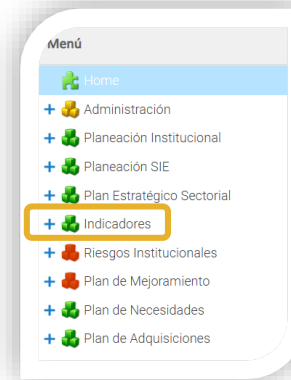 Menú
Home
Administración
Planeación Institucional
Planeación SIE
Plan Estratégico Sectorial
Indicadores
Riesgos Institucionales
Plan de Mejoramiento
Plan de Necesidades
Plan de Adquisiciones